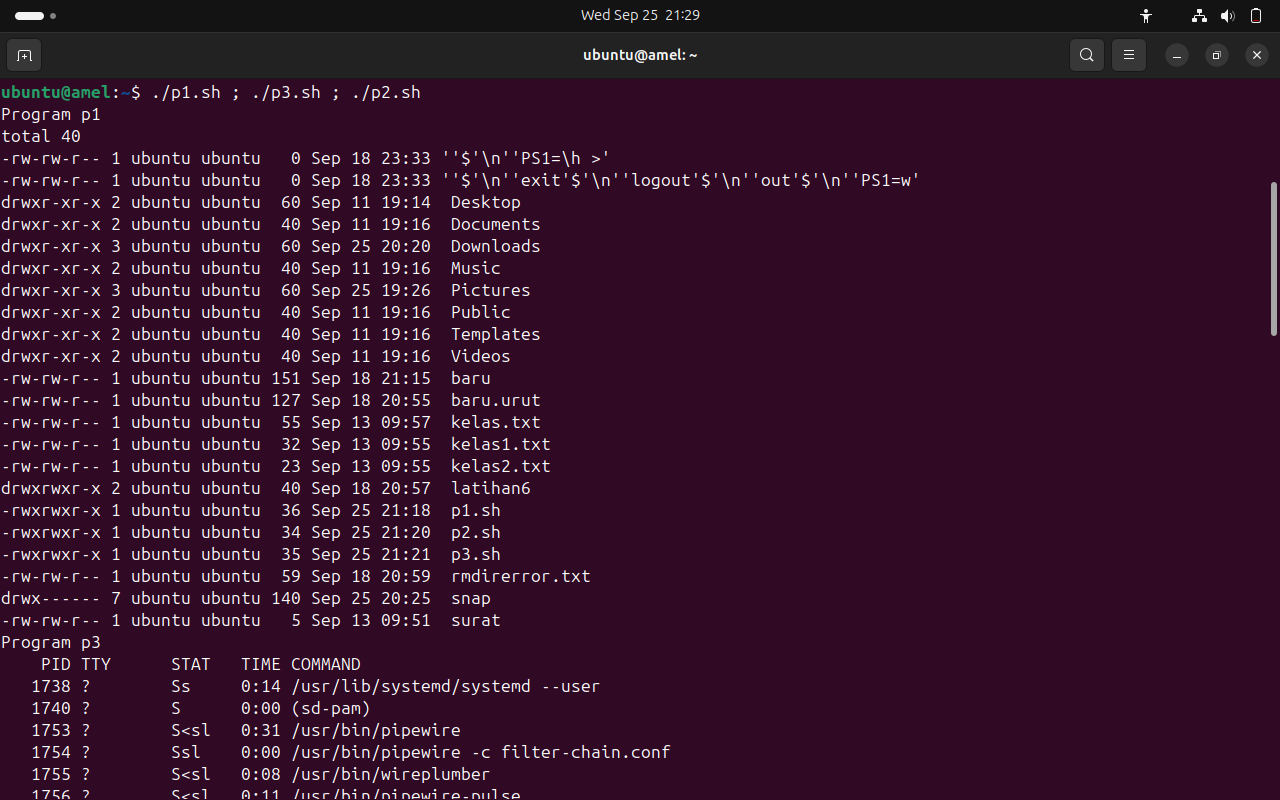 Wed Sep 25 21:29
ubuntu@amel: ~
ubuntu@amel:~$ ./p1.sh ; ./p3.sh ; ./p2.sh
Program p1
total 40
-rw-rw-r-- 1 ubuntu ubuntu   0 Sep 18 23:33 ''$'\n''PS1=\h >'
-rw-rw-r-- 1 ubuntu ubuntu   0 Sep 18 23:33 ''$'\n''exit'$'\n''logout'$'\n''out'$'\n''PS1=w'
drwxr-xr-x 2 ubuntu ubuntu  60 Sep 11 19:14  Desktop
drwxr-xr-x 2 ubuntu ubuntu  40 Sep 11 19:16  Documents
drwxr-xr-x 3 ubuntu ubuntu  60 Sep 25 20:20  Downloads
drwxr-xr-x 2 ubuntu ubuntu  40 Sep 11 19:16  Music
drwxr-xr-x 3 ubuntu ubuntu  60 Sep 25 19:26  Pictures
drwxr-xr-x 2 ubuntu ubuntu  40 Sep 11 19:16  Public
drwxr-xr-x 2 ubuntu ubuntu  40 Sep 11 19:16  Templates
drwxr-xr-x 2 ubuntu ubuntu  40 Sep 11 19:16  Videos
-rw-rw-r-- 1 ubuntu ubuntu 151 Sep 18 21:15  baru
-rw-rw-r-- 1 ubuntu ubuntu 127 Sep 18 20:55  baru.urut
-rw-rw-r-- 1 ubuntu ubuntu  55 Sep 13 09:57  kelas.txt
-rw-rw-r-- 1 ubuntu ubuntu  32 Sep 13 09:55  kelas1.txt
-rw-rw-r-- 1 ubuntu ubuntu  23 Sep 13 09:55  kelas2.txt
drwxrwxr-x 2 ubuntu ubuntu  40 Sep 18 20:57  latihan6
-rwxrwxr-x 1 ubuntu ubuntu  36 Sep 25 21:18  p1.sh
-rwxrwxr-x 1 ubuntu ubuntu  34 Sep 25 21:20  p2.sh
-rwxrwxr-x 1 ubuntu ubuntu  35 Sep 25 21:21  p3.sh
-rw-rw-r-- 1 ubuntu ubuntu  59 Sep 18 20:59  rmdirerror.txt
drwx------ 7 ubuntu ubuntu 140 Sep 25 20:25  snap
-rw-rw-r-- 1 ubuntu ubuntu   5 Sep 13 09:51  surat
Program p3
    PID TTY      STAT   TIME COMMAND
   1738 ?        Ss     0:14 /usr/lib/systemd/systemd --user
   1740 ?        S      0:00 (sd-pam)
   1753 ?        S<sl   0:31 /usr/bin/pipewire
   1754 ?        Ssl    0:00 /usr/bin/pipewire -c filter-chain.conf
   1755 ?        S<sl   0:08 /usr/bin/wireplumber
   1756 ?        S<sl   0:11 /usr/bin/pipewire-pulse